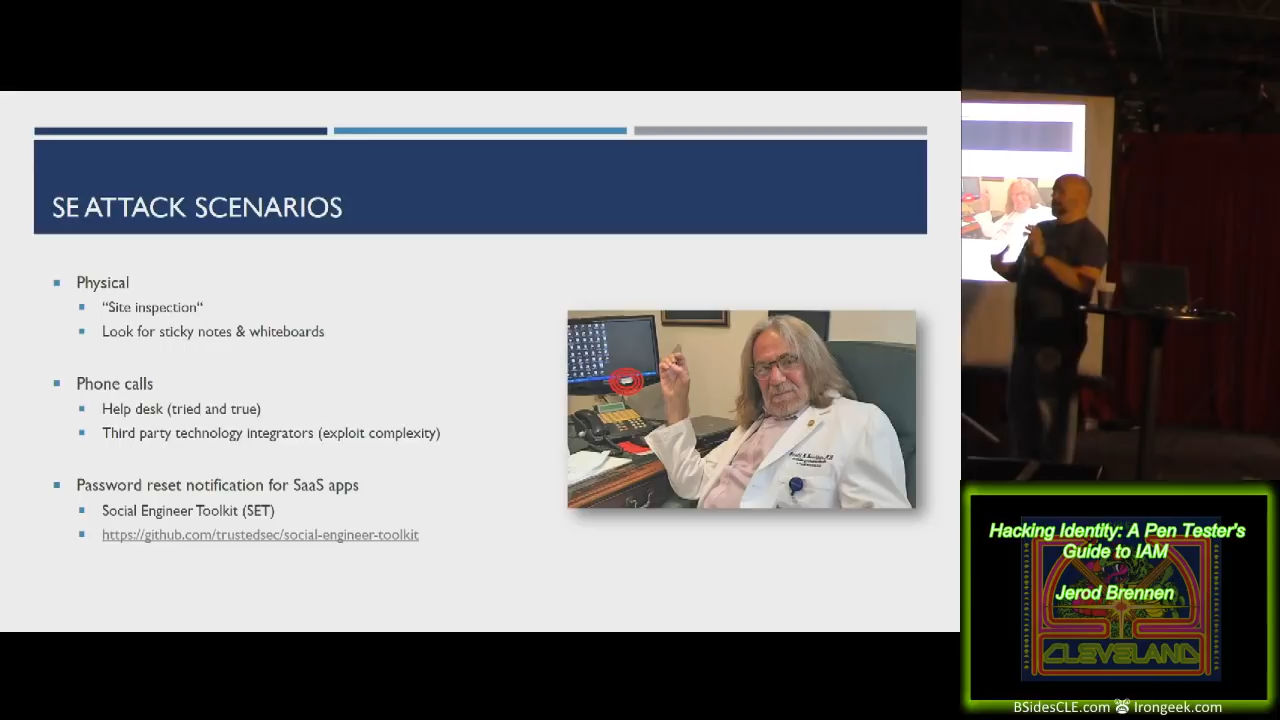 SE ATTACK SCENARIOS
Physical
“Site inspection“
Look for sticky notes & whiteboards
Phone calls
Help desk (tried and true)
Third party technology integrators (exploit complexity)
Password reset notification for SaaS apps
Social Engineer Toolkit (SET)
https://github.com/trustedsec/social-engineer-toolkit
Hacking Identity: A Pen Tester's
Guide to IAM
Jerod Brennen
CLEVELAND
BSidesCLE.com Irongeek.com